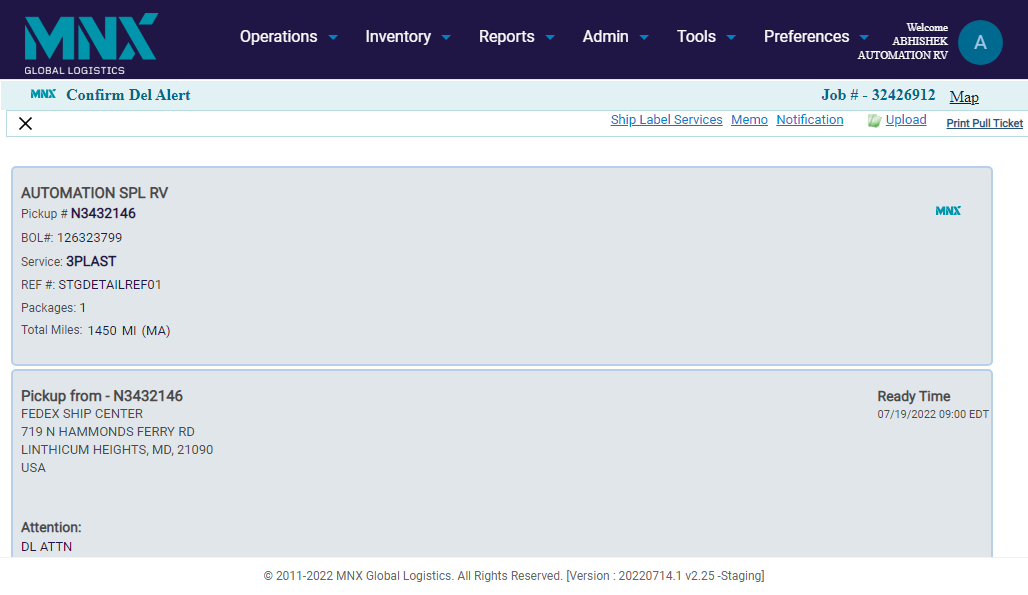 MNX
GLOBAL LOGISTICS
Operations Inventory Reports Admin Tools Preferences
Welcome
ABHISHEK
AUTOMATION RV
A
MNX Confirm Del Alert Job # - 32426912 Map
Ship Label Services Memo Notification Upload Print Pull Ticket
AUTOMATION SPL RV
Pickup # N3432146
MNX
BOL#: 126323799
Service: 3PLAST
REF #: STGDETAILREF01
Packages: 1
Total Miles: 1450 MI (MA)
Pickup from - N3432146 Ready Time
FEDEX SHIP CENTER 07/19/2022 09:00 EDT
719 N HAMMONDS FERRY RD
LINTHICUM HEIGHTS, MD, 21090
USA
Attention:
DL ATTN
© 2011-2022 MNX Global Logistics. All Rights Reserved. [Version : 20220714.1 v2.25 -Staging]